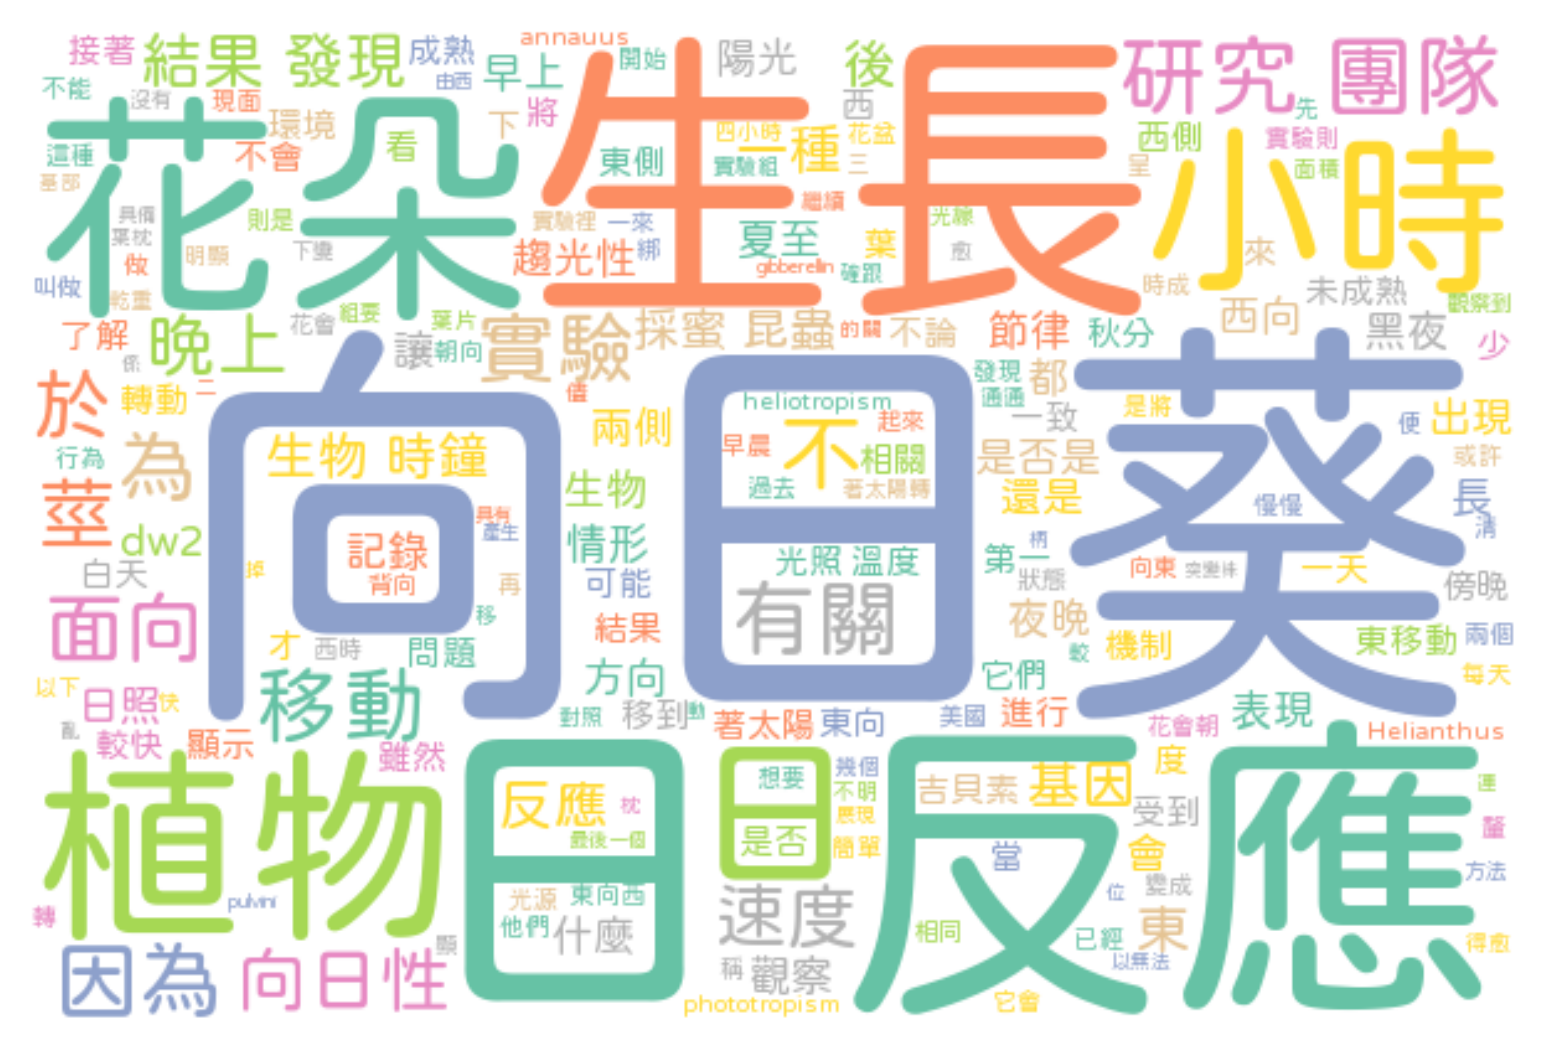 接著 結果 發現 成熟 annauus 開始 陽光 後 研究 團隊
不能 沒有 現面 由西 早上 將 西 先
花朵 生長 小時
環境 不會 看 下 東側 四小時 一種 花盆 西側 實驗則
這種 實驗組 三 呈 面積
基部 具備 則是 實驗裡 一來 繼續 光線
葉枕 明顯 下彎 趨光性 綁 夏至 葉 愈 來
叫做 做 乾重 gibberellin 確跟 時成 未成熟 觀察到
了解 晚上 花會 組要 葉片 實驗 採蜜 昆蟲 的關 不論 節律 秋分 西向 黑夜 少
係 讓 朝向
向日葵
於 轉動 二 值 heliotropism 發現 都 是將 便 出現
通通 一致
行為 為 生物 時鐘 兩側 早晨 不 起來 相關 是否是 或許
莖 生物 過去 著太陽轉 還是 慢慢 長
dw2 具有 產生 記錄 背向 情形 光照 溫度 第一 柄 清
白天 掉 再 可能 有關 狀態 向東 突變株 一天 傍晚
面向 才 西時 移 問題 結果 夜晚 較 機制 東移動 兩個
以下 日照 快 移動 方向 它們 每天
亂 較快 顯示 雖然 對照 移到 動 著太陽 東向 美國 進行 花會朝 表現 Helianthus
植物 日 日 反應
反應 枕 想要 幾個 吉貝素 基因 度 運
最後一個 是否 不明 展現 簡單 受到 會 當
光源 東向西 速度 位 變成 方法
pulvini 轉 他們 什麼 相同 已經 東 得愈
因為 向日性 顯 稱 觀察 以無法
phototropism 它會